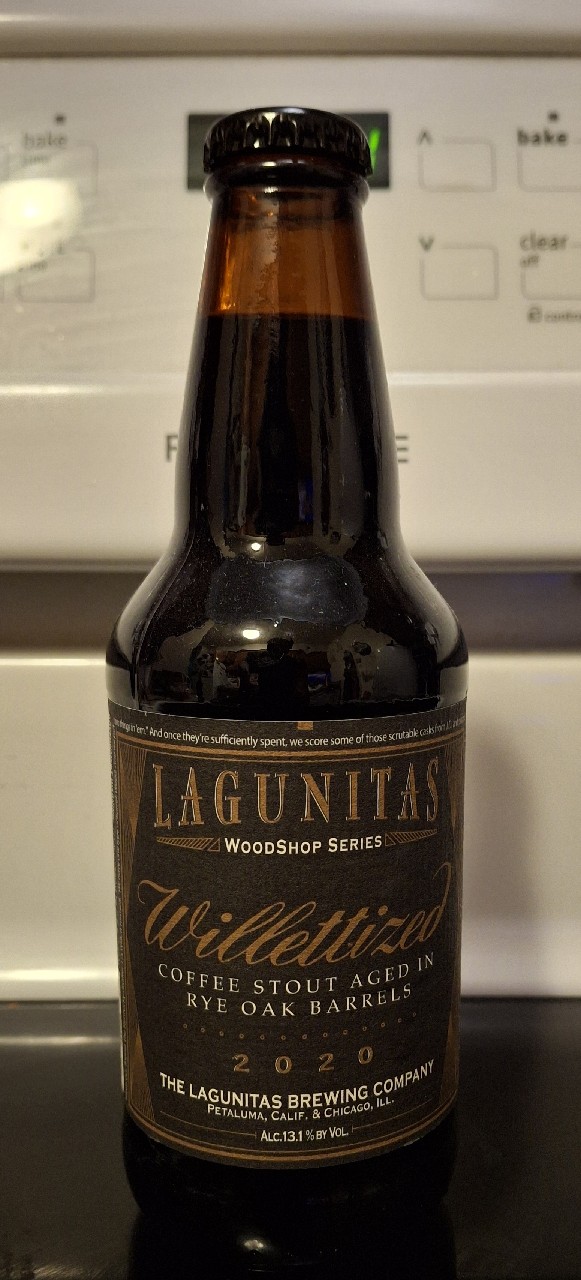 bake
bake
clear
off
two things in 'em." And once they're sufficiently spent, we score some of those scrutable casks from
LAGUNITAS
WOODSHOP SERIES
Willettized
COFFEE STOUT AGED IN
RYE OAK BARRELS
2020
THE LAGUNITAS BREWING COMPANY
PETALUMA, CALIF. & CHICAGO, ILL.
ALC.13.1 % BY VOL.